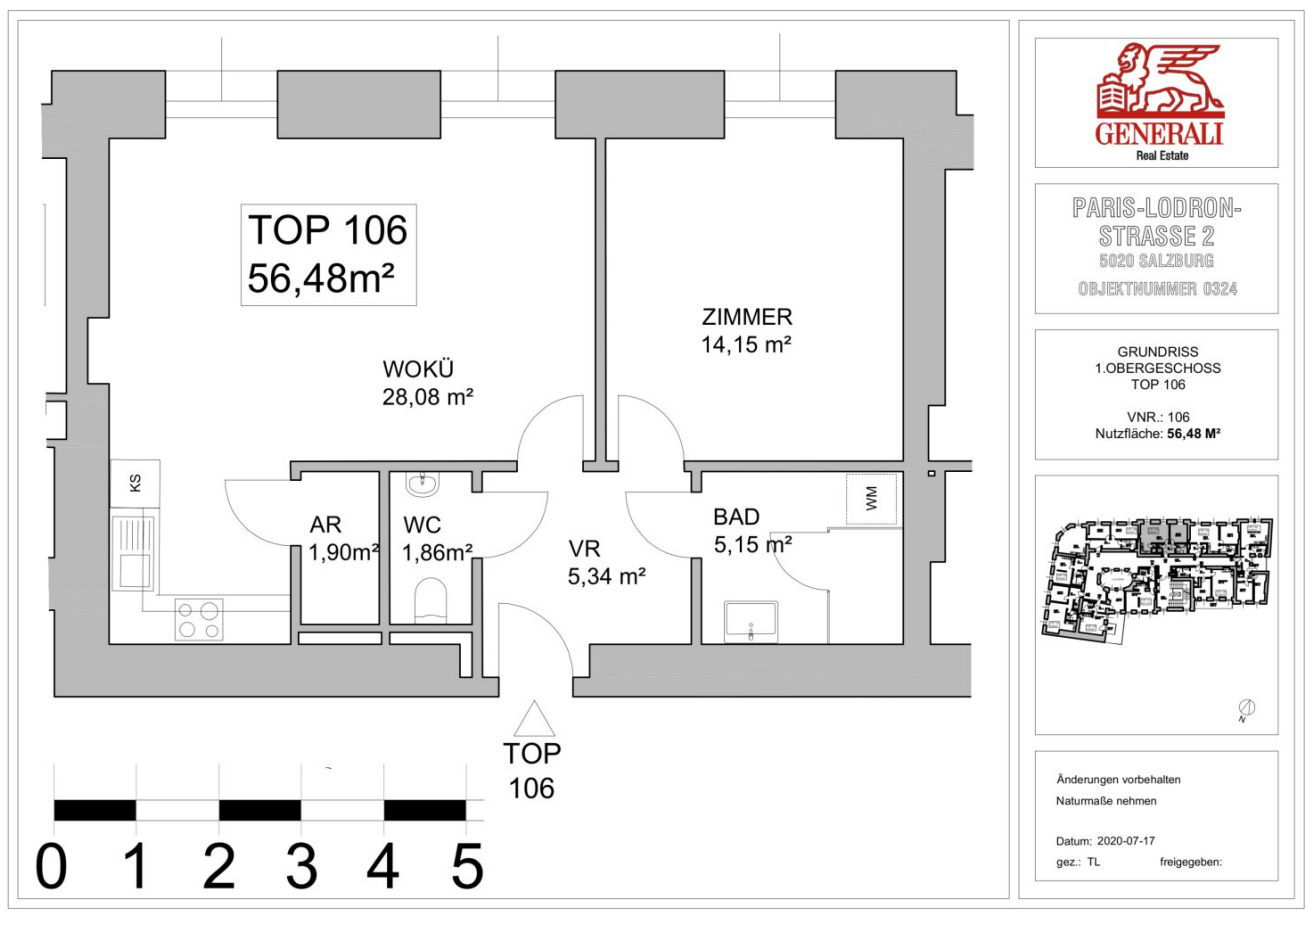 TOP 106
56,48m²
WOKÜ
28,08 m²
ZIMMER
14,15 m²
KS
AR
1,90m²
WC
1,86m²
VR
5,34 m²
BAD
5,15 m²
WM
TOP
106
0 1 2 3 4 5
GENERALI
Real Estate
PARIS-LODRON-
STRASSE 2
5020 SALZBURG
OBJEKTNUMMER 0324
GRUNDRISS
1.OBERGESCHOSS
TOP 106
VNR.: 106
Nutzfläche: 56,48 M²
N
Änderungen vorbehalten
Naturmaße nehmen
Datum: 2020-07-17
gez.: TL freigegeben: